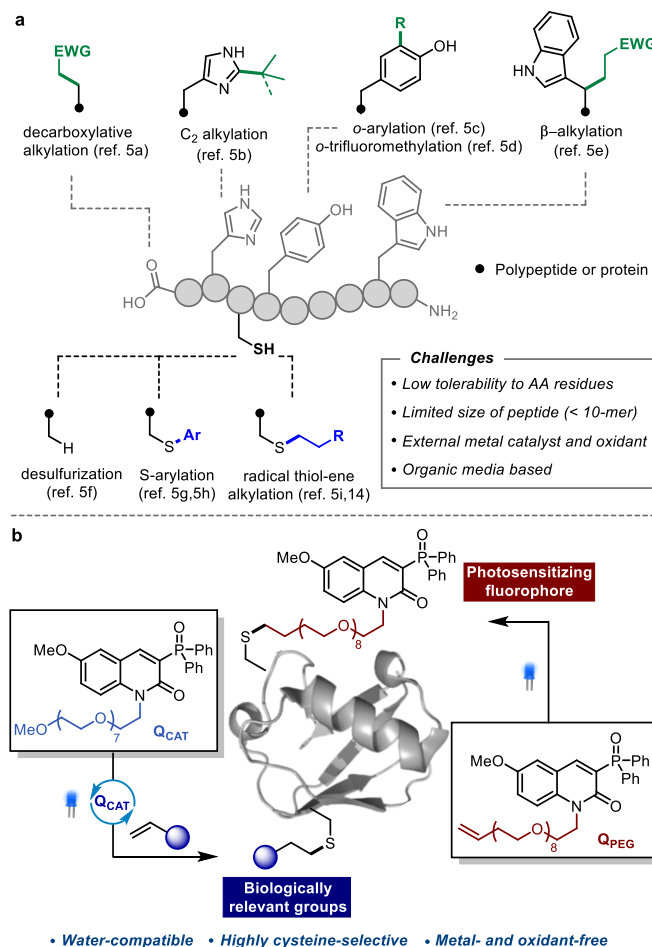 a
EWG
decarboxylative
alkylation (ref. 5a)
NH
N
C2 alkylation
(ref. 5b)
R
OH
o-arylation (ref. 5c)
o-trifluoromethylation (ref. 5d)
EWG
HN
β–alkylation
(ref. 5e)
HN
N
OH
NH
O
HO
NH2
Polypeptide or protein
SH
H
desulfurization
(ref. 5f)
S
Ar
S-arylation
(ref. 5g,5h)
S
R
radical thiol-ene
alkylation (ref. 5i,14)
Challenges
• Low tolerability to AA residues
• Limited size of peptide (< 10-mer)
• External metal catalyst and oxidant
• Organic media based
b
MeO
O
P
Ph
Ph
N
O
S
O
8
Photosensitizing
fluorophore
MeO
O
P
Ph
Ph
N
O
MeO
O
7
QCAT
QCAT
S
Biologically
relevant groups
MeO
O
P
Ph
Ph
N
O
O
8
QPEG
• Water-compatible • Highly cysteine-selective • Metal- and oxidant-free